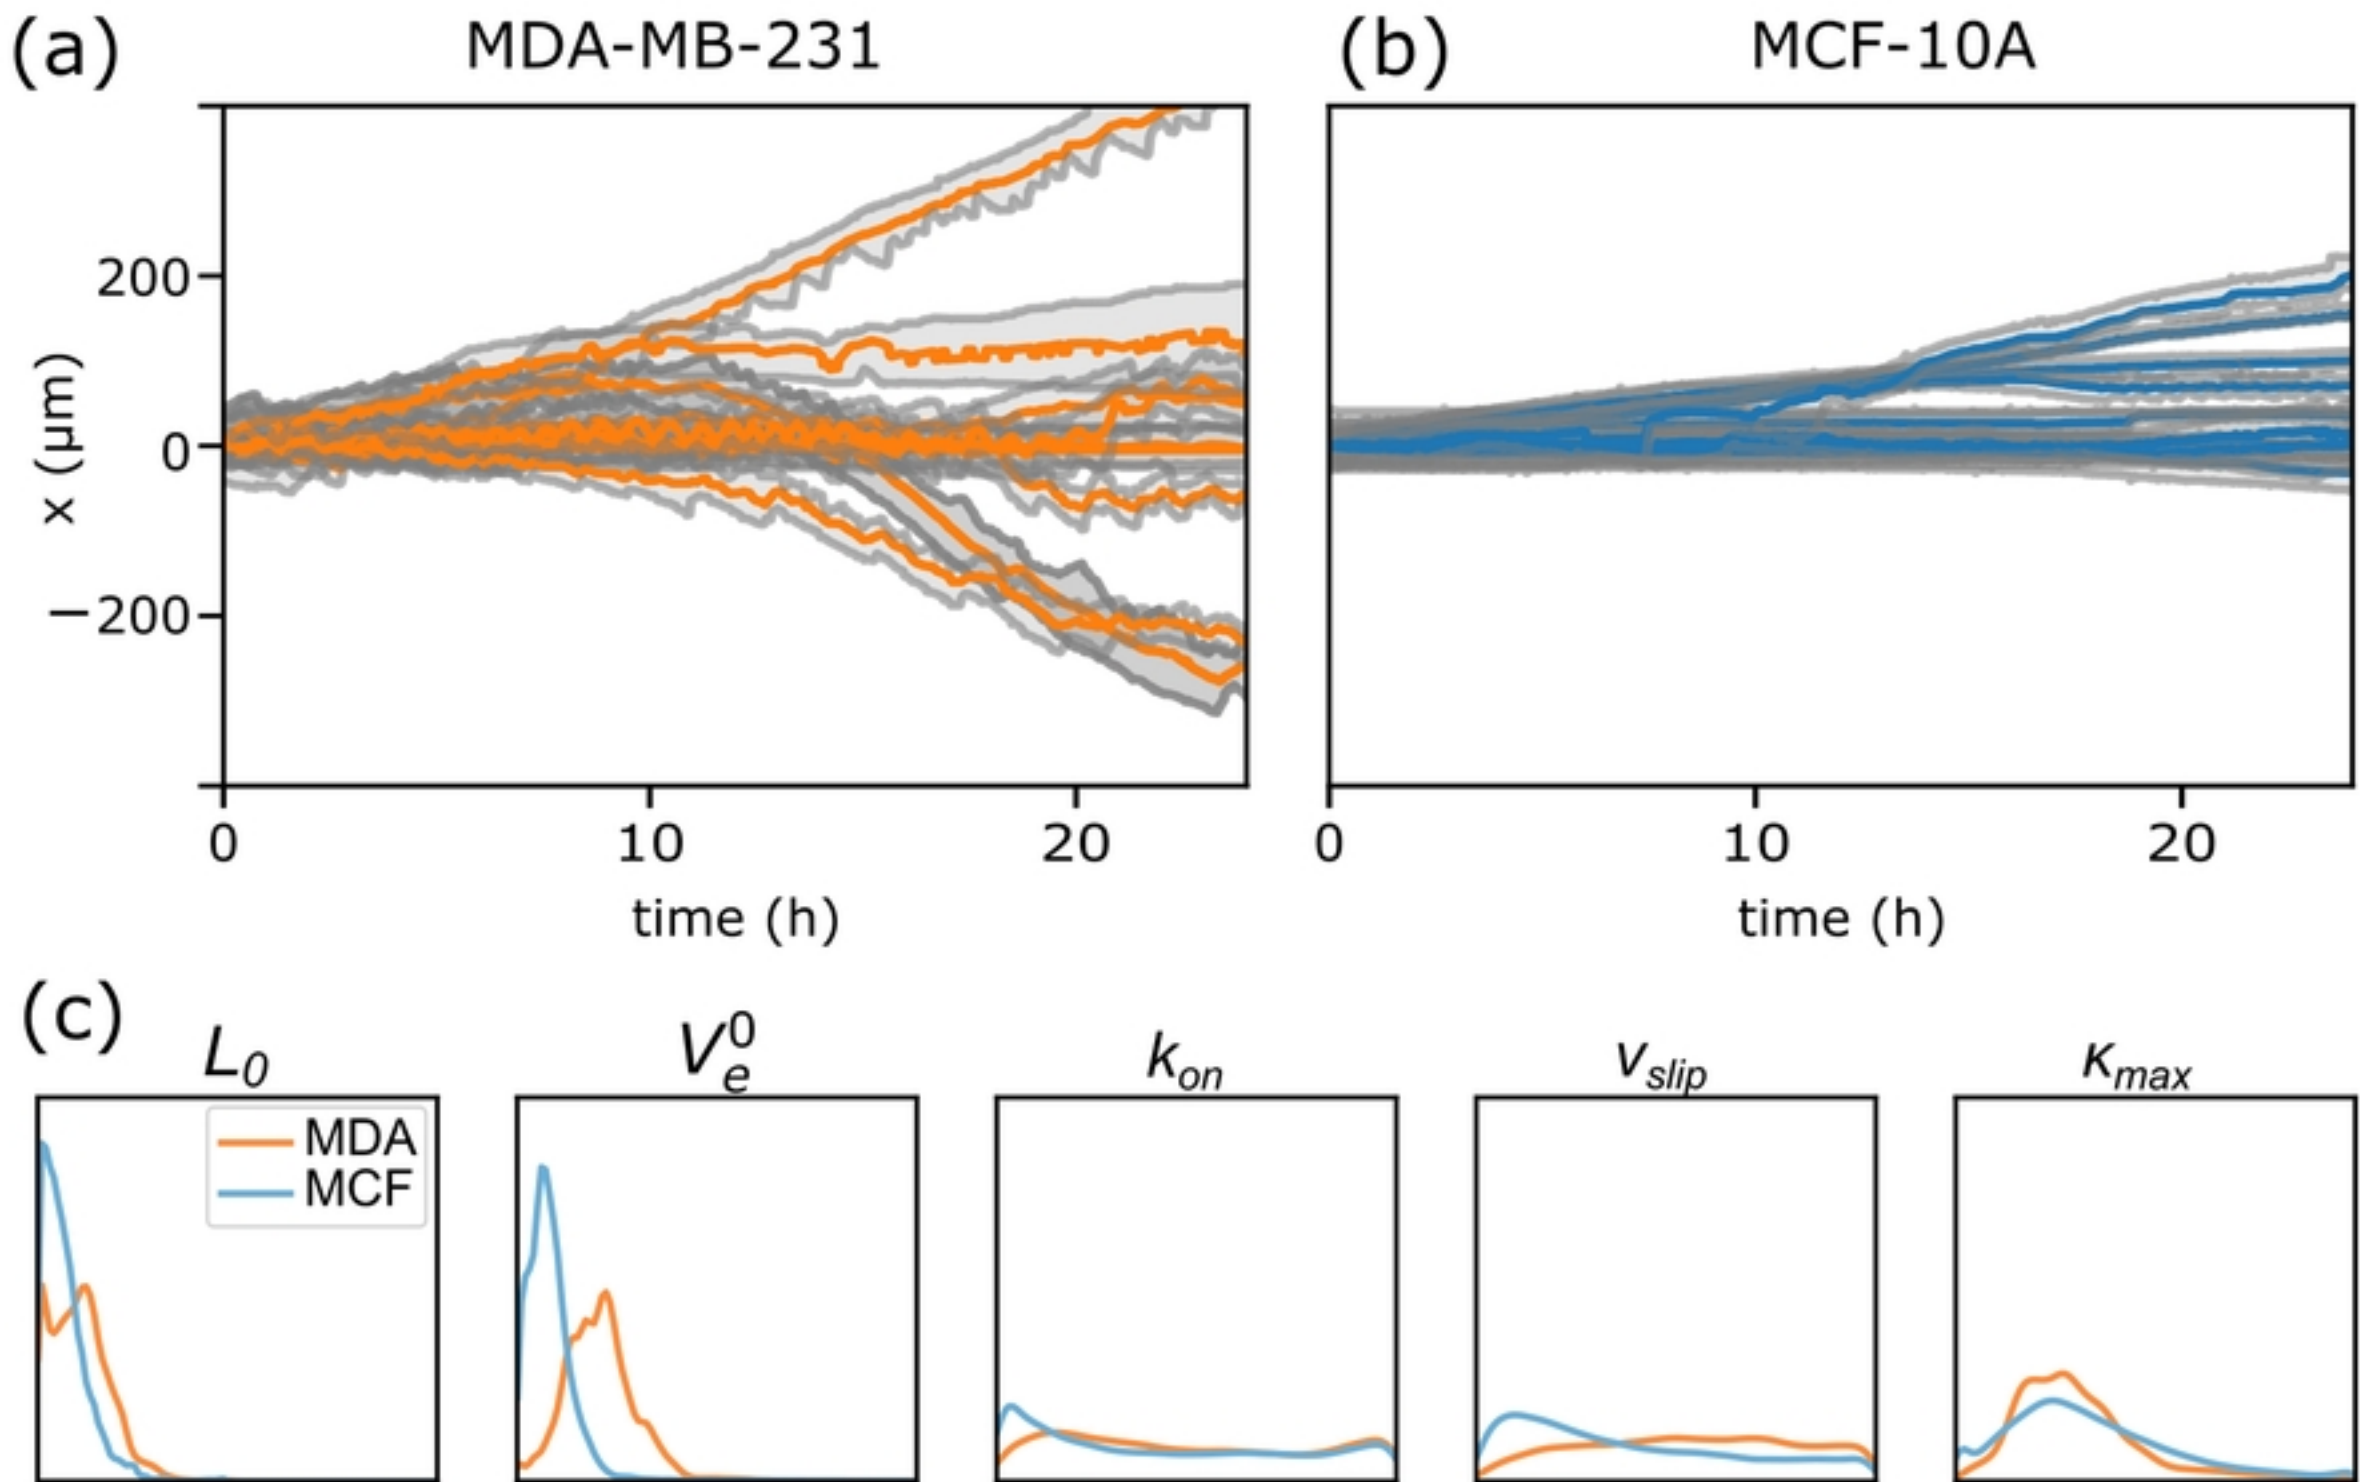 (a) MDA-MB-231
(b) MCF-10A
x (μm)
200
0
−200
0 10 20
time (h)
0 10 20
time (h)
(c)
L0
Ve0
kon
vslip
κmax
MDA
MCF